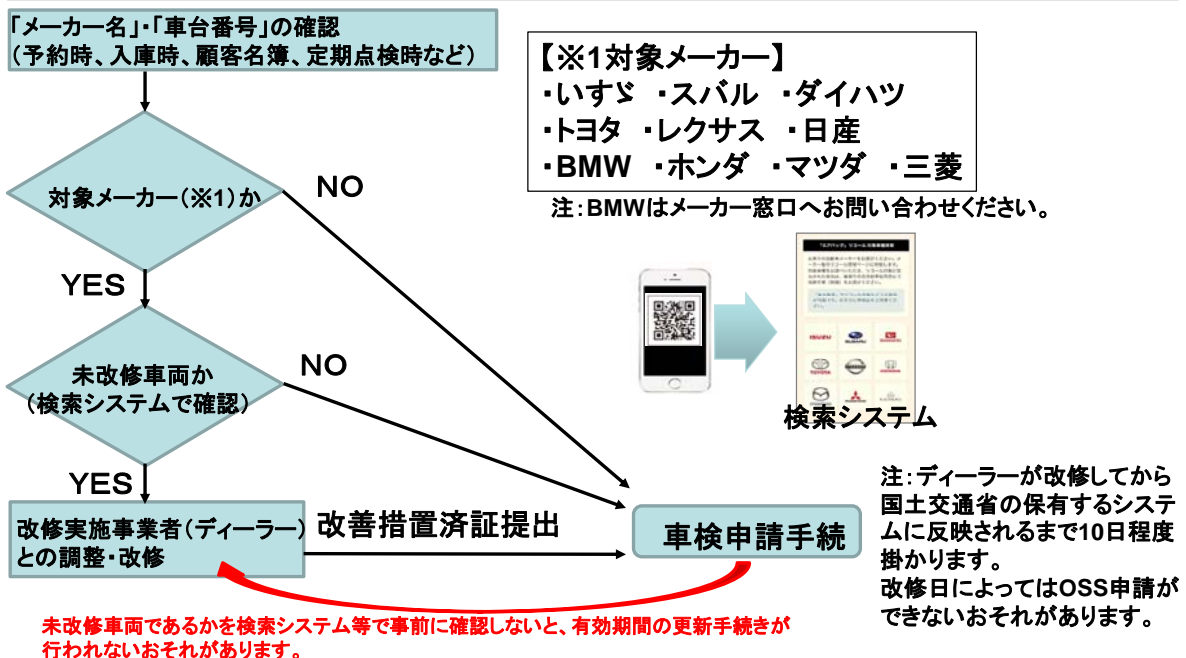 「メーカー名」・「車台番号」の確認
(予約時、入庫時、顧客名簿、定期点検時など)
【※1対象メーカー】
・いすゞ ・スバル ・ダイハツ
・トヨタ ・レクサス ・日産
・BMW ・ホンダ ・マツダ ・三菱
注:BMWはメーカー窓口へお問い合わせください。
対象メーカー(※1)か
NO
YES
未改修車両か
(検索システムで確認)
NO
YES
ISUZU
SUBARU
TOYOTA
検索システム
改修実施事業者(ディーラー)
との調整・改修
改善措置済証提出
車検申請手続
注:ディーラーが改修してから
国土交通省の保有するシステ
ムに反映されるまで10日程度
掛かります。
改修日によってはOSS申請が
できないおそれがあります。
未改修車両であるかを検索システム等で事前に確認しないと、有効期間の更新手続きが
行われないおそれがあります。